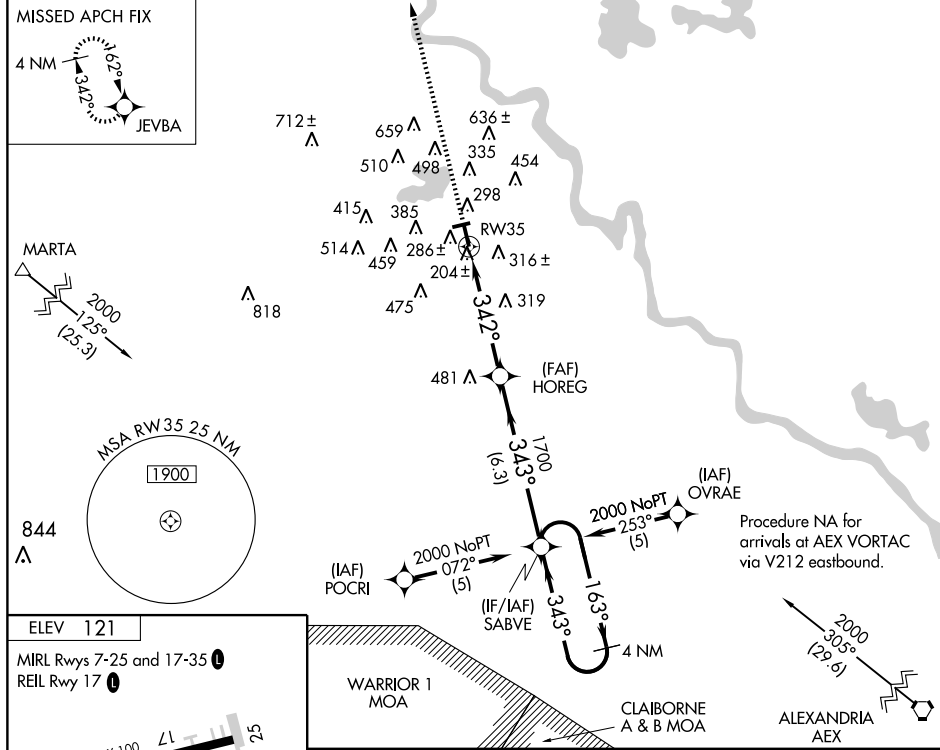 MISSED APCH FIX
4 NM
162°
342°
JEVBA
712 ±
659
636 ±
510
498
335
454
298
415
385
RW35
514
459
286 ±
204 ±
316 ±
MARTA
2000
125°
(25.3)
818
475
319
342°
481
(FAF)
HOREG
MSA RW35 25 NM
1900
1700
343°
(6.3)
(IAF)
OVRAE
2000 NoPT
253°
(5)
844
Procedure NA for
arrivals at AEX VORTAC
via V212 eastbound.
(IAF)
POCRI
2000 NoPT
072°
(5)
(IF/IAF)
SABVE
343°
163°
4 NM
ELEV 121
MIRL Rwys 7-25 and 17-35 L
REIL Rwy 17 L
17
25
WARRIOR 1
MOA
CLAIBORNE
A & B MOA
2000
305°
(29.6)
ALEXANDRIA
AEX